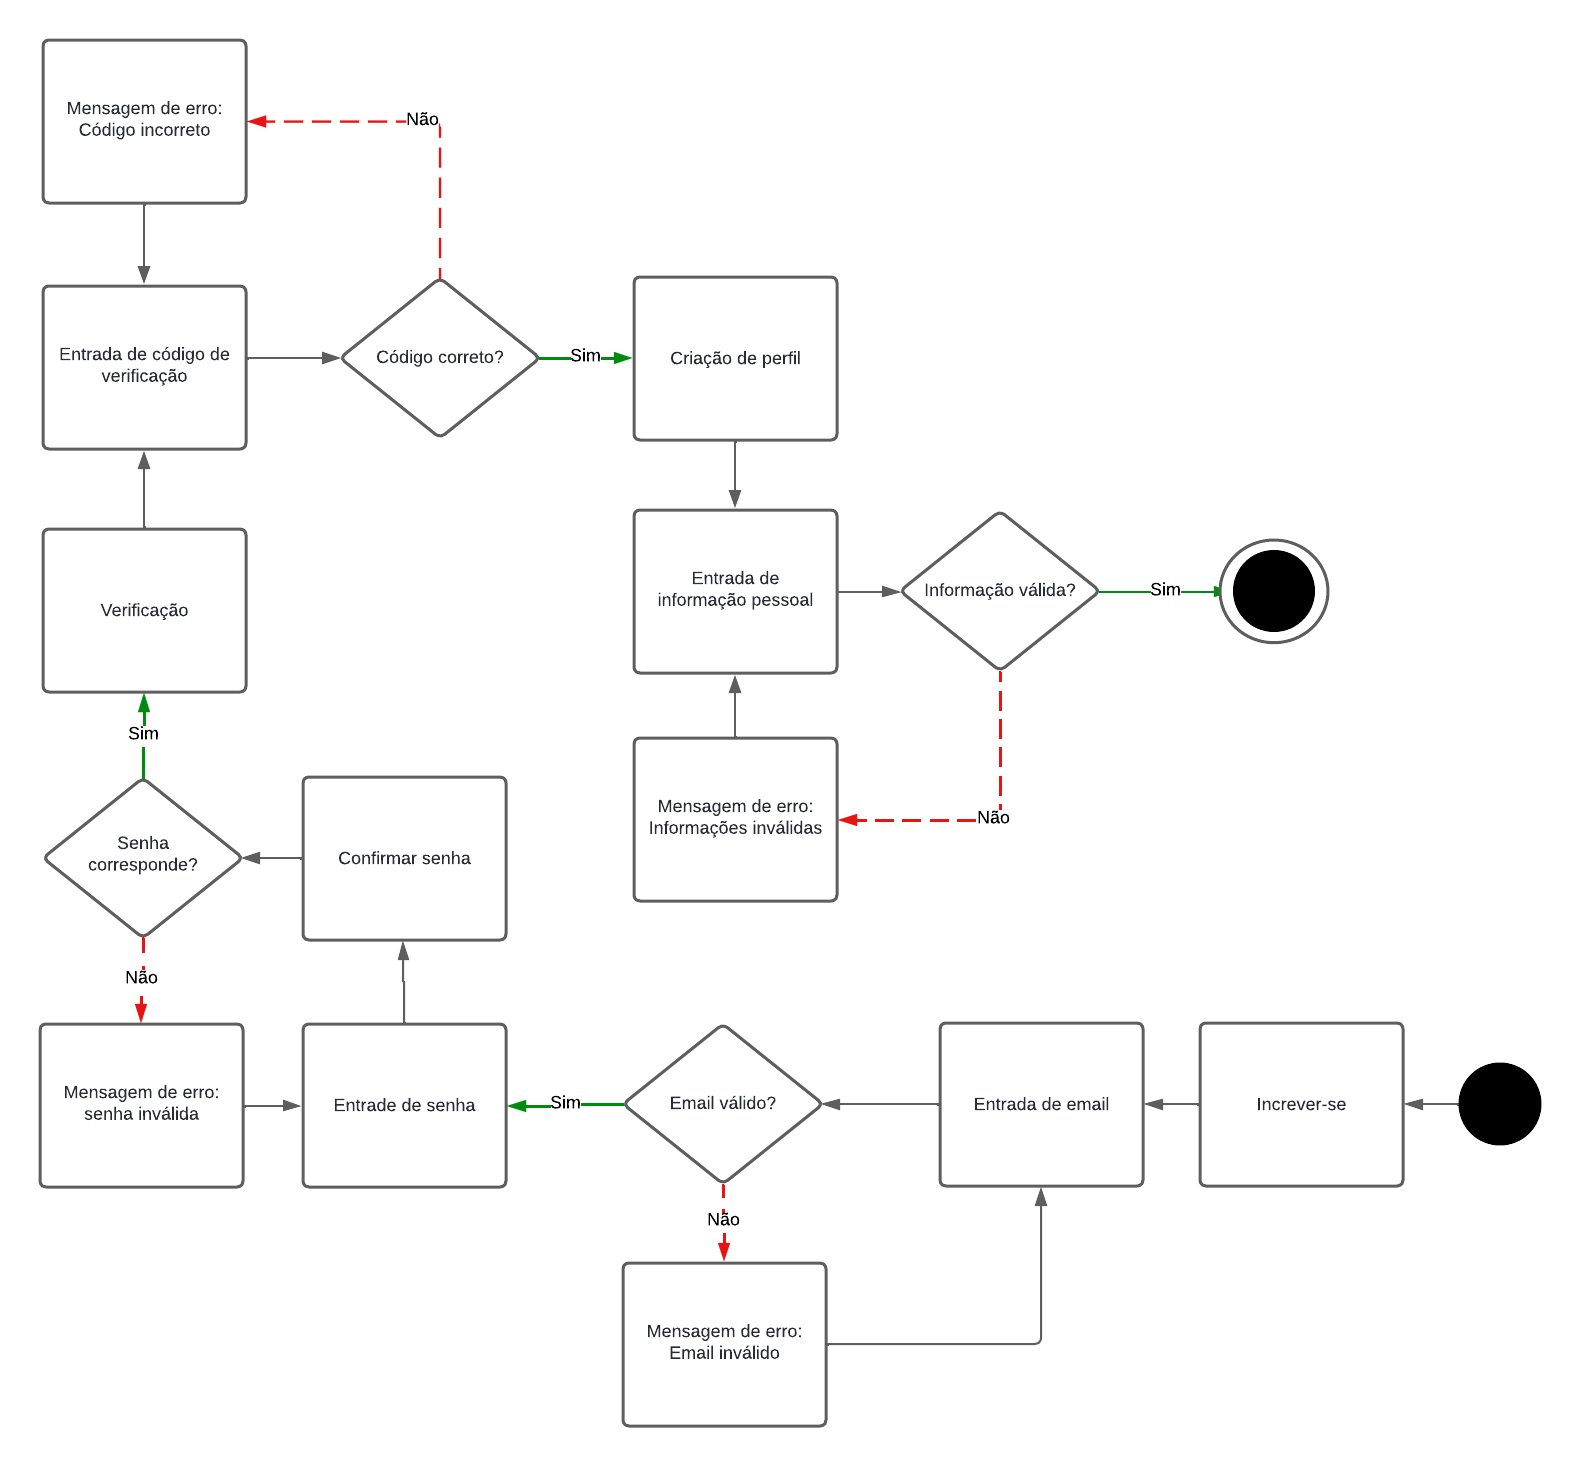 Mensagem de erro:
Código incorreto
Não
Entrada de código de
verificação
Código correto?
Sim
Criação de perfil
Verificação
Entrada de
informação pessoal
Informação válida?
Sim
Sim
Mensagem de erro:
Informações inválidas
Não
Senha
corresponde?
Confirmar senha
Não
Mensagem de erro:
senha inválida
Entrade de senha
Sim
Email válido?
Entrada de email
Increver-se
Não
Mensagem de erro:
Email inválido